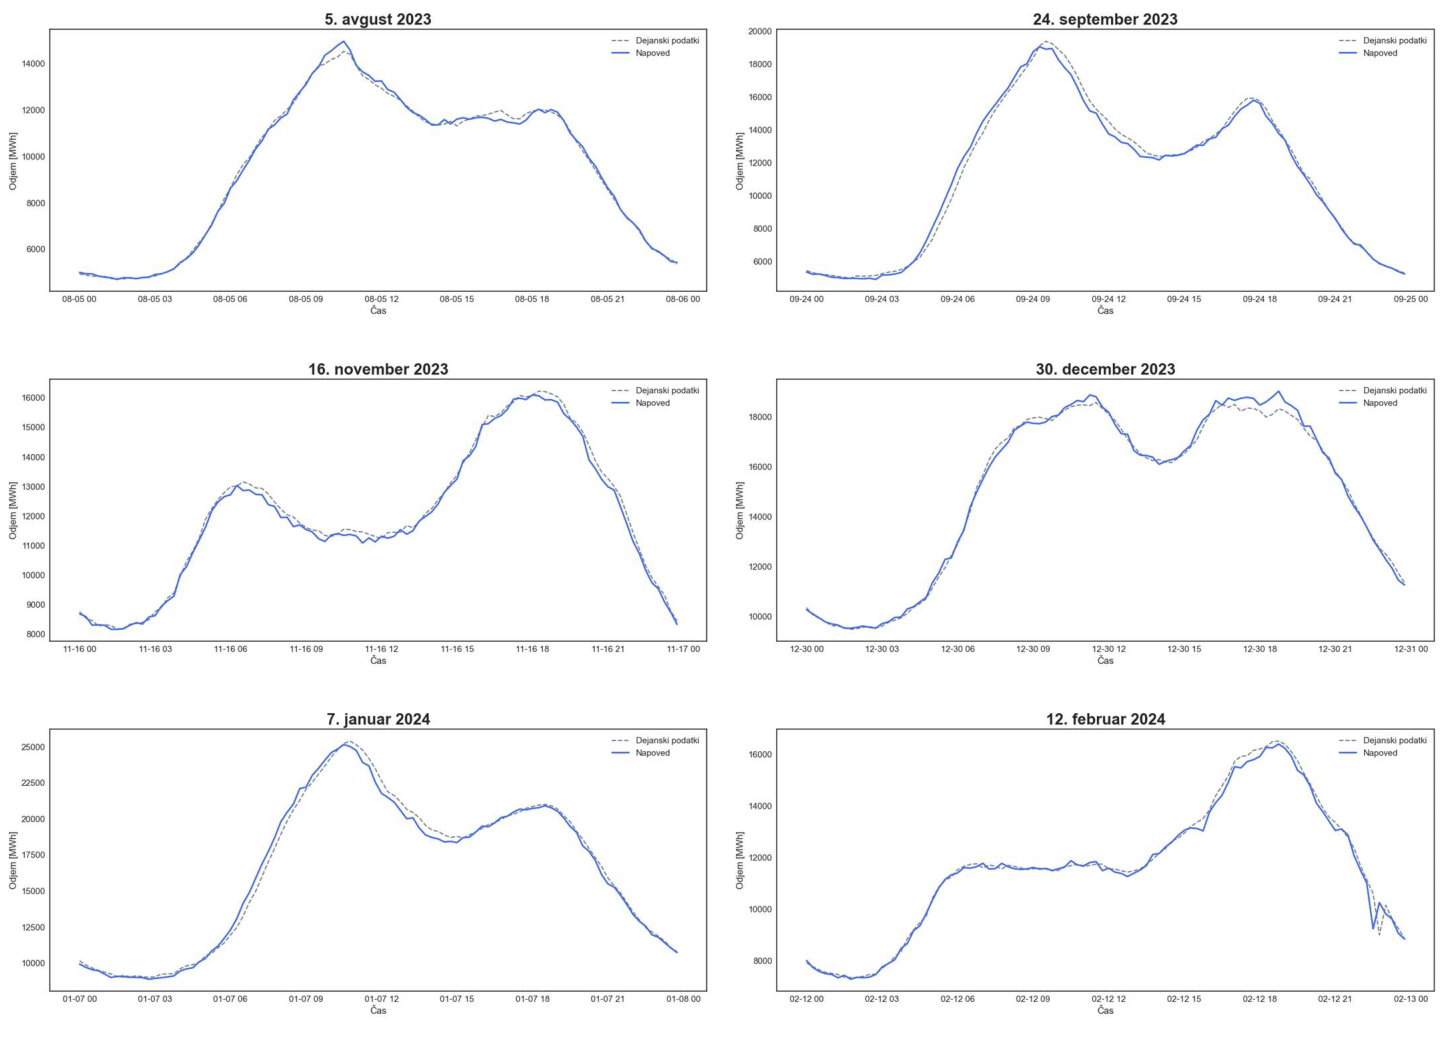 5. avgust 2023
Dejanski podatki
Napoved
Odjem [MWh]
14000
12000
10000
8000
6000
08-05 00 08-05 03 08-05 06 08-05 09 08-05 12 08-05 15 08-05 18 08-05 21 08-06 00
Čas
24. september 2023
Dejanski podatki
Napoved
Odjem [MWh]
20000
18000
16000
14000
12000
10000
8000
6000
09-24 00 09-24 03 09-24 06 09-24 09 09-24 12 09-24 15 09-24 18 09-24 21 09-25 00
Čas
16. november 2023
Dejanski podatki
Napoved
Odjem [MWh]
16000
15000
14000
13000
12000
11000
10000
9000
8000
11-16 00 11-16 03 11-16 06 11-16 09 11-16 12 11-16 15 11-16 18 11-16 21 11-17 00
Čas
30. december 2023
Dejanski podatki
Napoved
Odjem [MWh]
18000
16000
14000
12000
10000
12-30 00 12-30 03 12-30 06 12-30 09 12-30 12 12-30 15 12-30 18 12-30 21 12-31 00
Čas
7. januar 2024
Dejanski podatki
Napoved
Odjem [MWh]
25000
22500
20000
17500
15000
12500
10000
01-07 00 01-07 03 01-07 06 01-07 09 01-07 12 01-07 15 01-07 18 01-07 21 01-08 00
Čas
12. februar 2024
Dejanski podatki
Napoved
Odjem [MWh]
16000
14000
12000
10000
8000
02-12 00 02-12 03 02-12 06 02-12 09 02-12 12 02-12 15 02-12 18 02-12 21 02-13 00
Čas